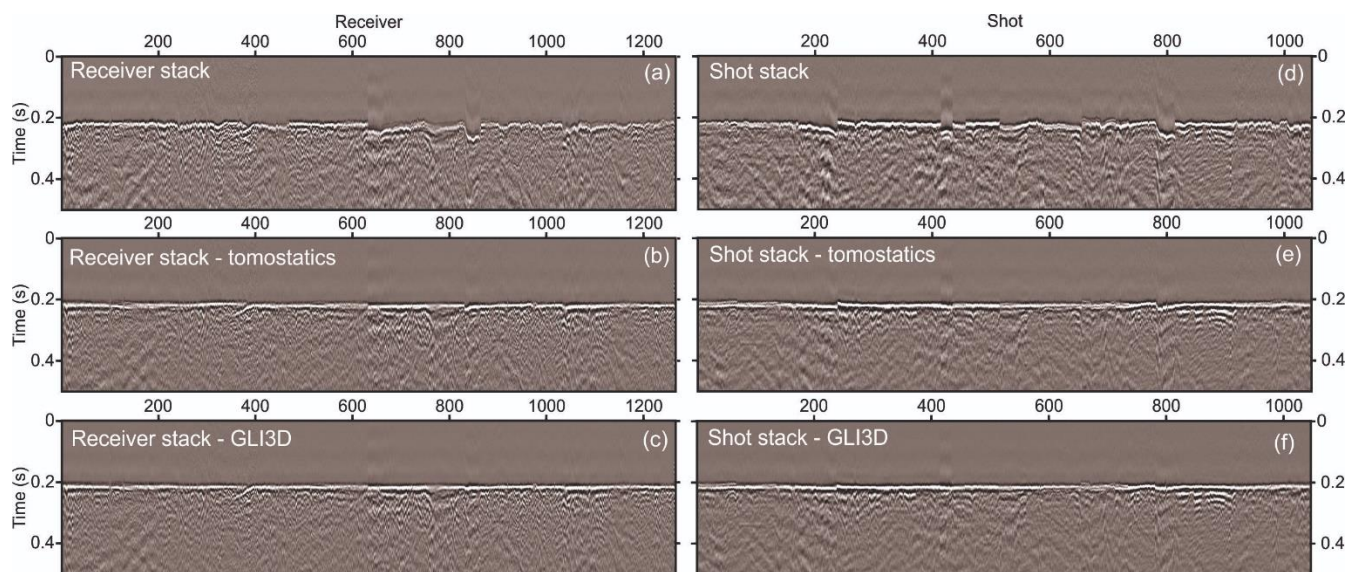 Receiver
Shot
200 400 600 800 1000 1200
200 400 600 800 1000
0
Receiver stack (a)
Shot stack (d)
0
Time (s)
0.2
0.4
0.2
0.4
200 400 600 800 1000 1200
200 400 600 800 1000
0
Receiver stack - tomostatics (b)
Shot stack - tomostatics (e)
0
Time (s)
0.2
0.4
0.2
0.4
200 400 600 800 1000 1200
200 400 600 800 1000
0
Receiver stack - GLI3D (c)
Shot stack - GLI3D (f)
0
Time (s)
0.2
0.4
0.2
0.4